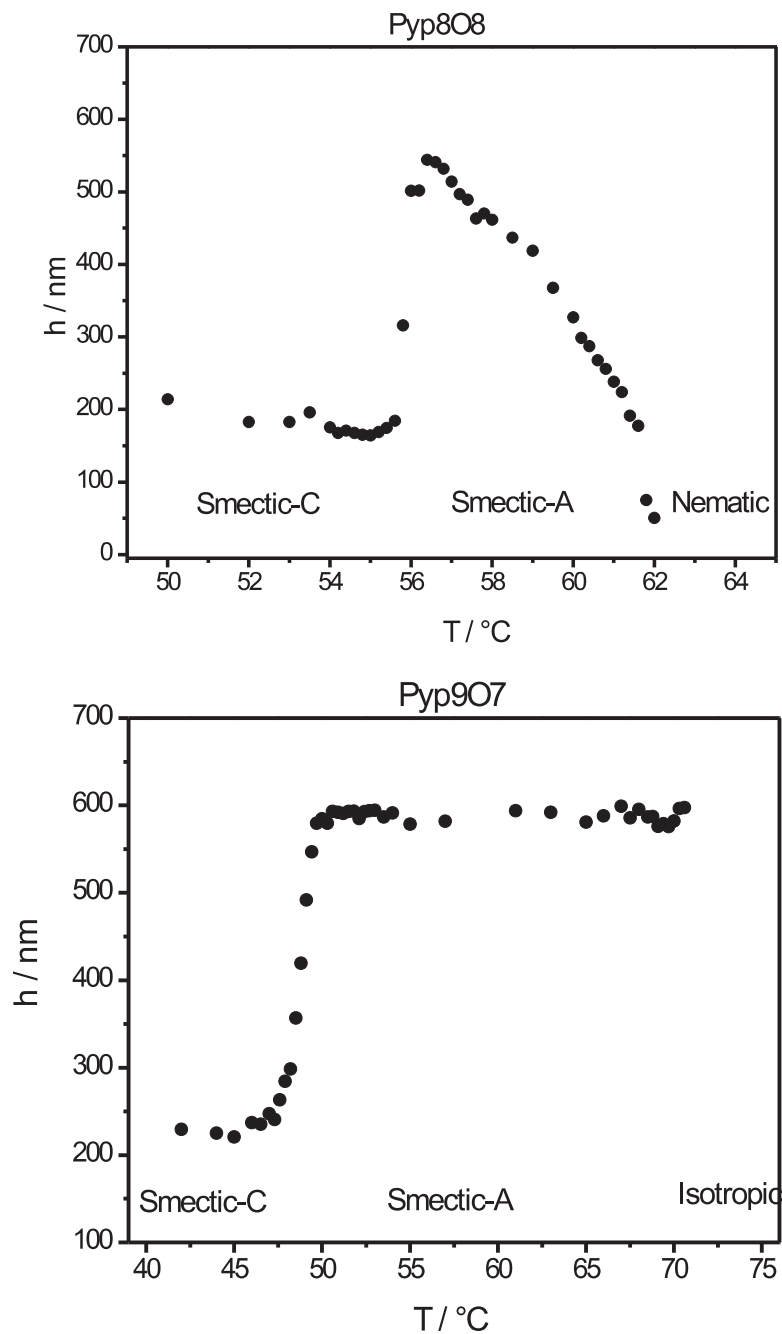 Pyp8O8
700
600
500
400
300
200
100
0
h / nm
Smectic-C Smectic-A Nematic
50 52 54 56 58 60 62 64
T / °C
Pyp9O7
700
600
500
400
300
200
100
h / nm
Smectic-C Smectic-A Isotropic
40 45 50 55 60 65 70 75
T / °C